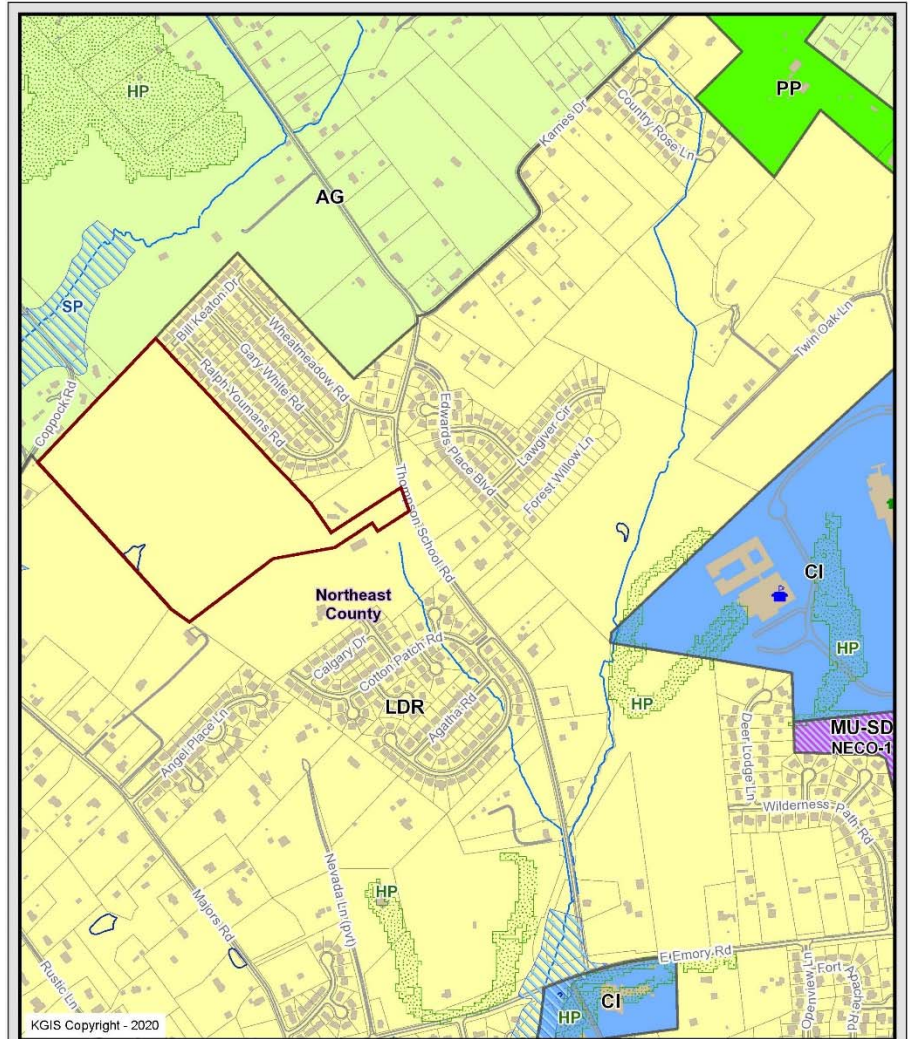 HP
PP
Country Rose Ln
Karnes Dr
AG
SP
Bill Keaton Dr
Wheatmeadow Rd
Gary White Rd
Ralph Youmans Rd
Twin Oak Ln
Coppock Rd
Edwards Place Blvd
Lawgiver Cir
Forest Willow Ln
Thompson School Rd
CI
Northeast
County
Calgary Dr
Cotton Patch Rd
HP
HP
LDR
Agatha Rd
MU-SD
NECO-1
Angel Place Ln
Deer Lodge Ln
Wilderness Path Rd
Nevada Ln (pvt)
HP
Majors Rd
E Emory Rd
Rustic Ln
Openview Ln
Fort Apache Rd
CI
HP
KGIS Copyright - 2020